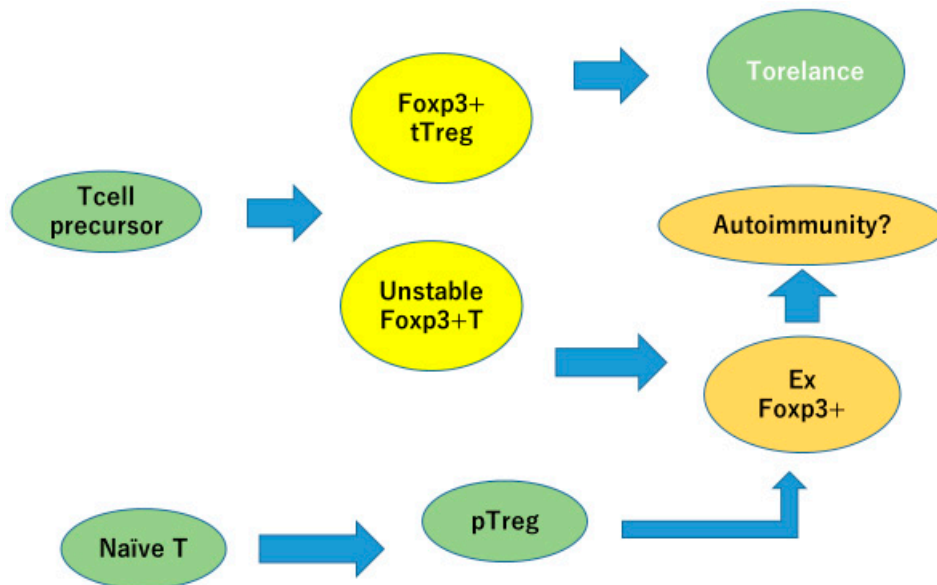 Foxp3+
tTreg
Torelance
Tcell
precursor
Autoimmunity?
Unstable
Foxp3+T
Ex
Foxp3+
pTreg
Naïve T